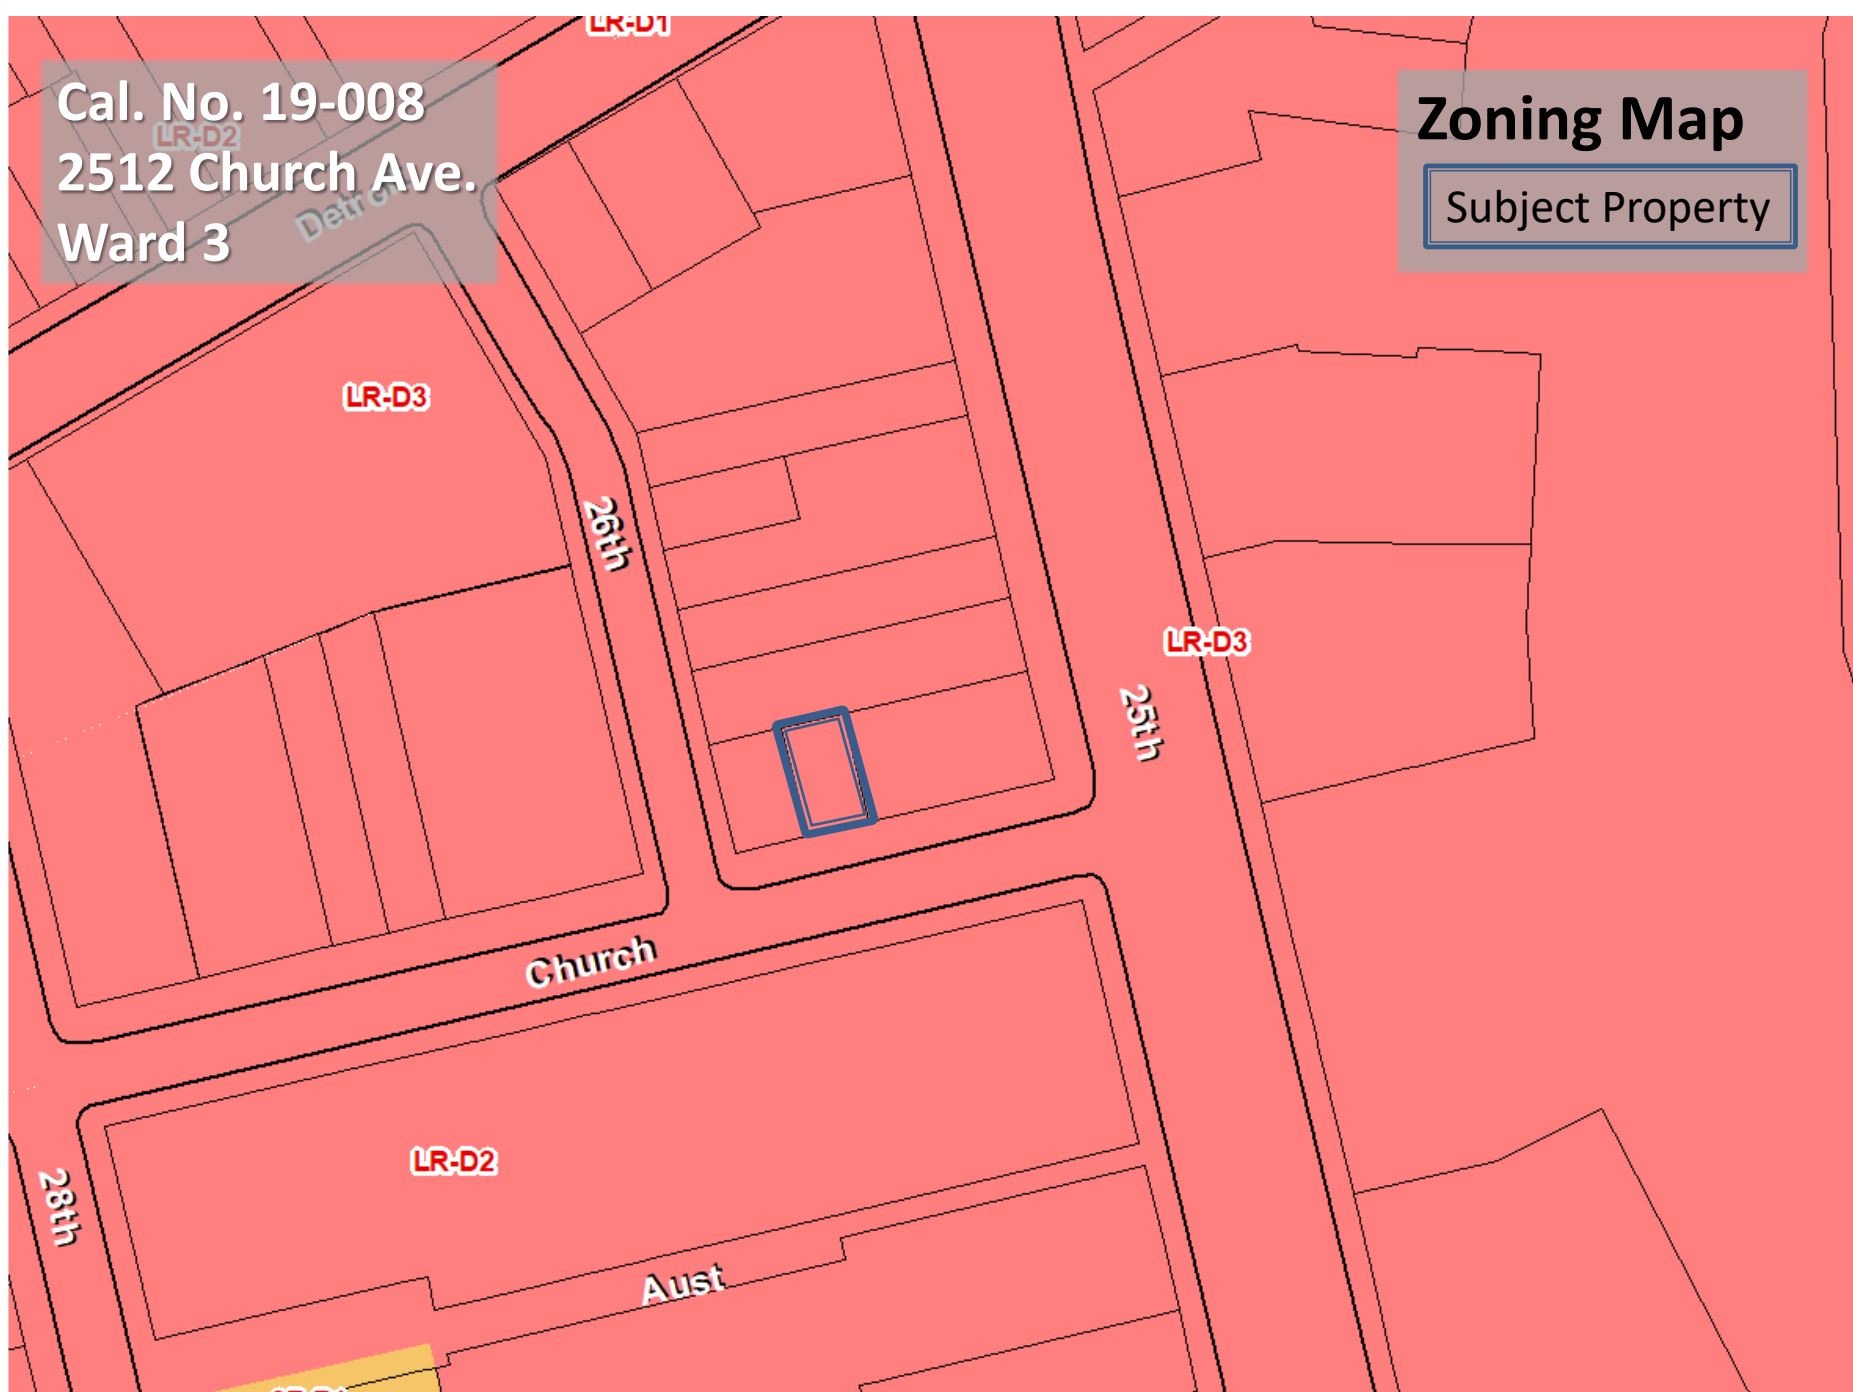 LR-D1
Cal. No. 19-008
LR-D2
2512 Church Ave.
Ward 3
Zoning Map
Subject Property
LR-D3
26th
LR-D3
25th
Church
LR-D2
28th
Aust